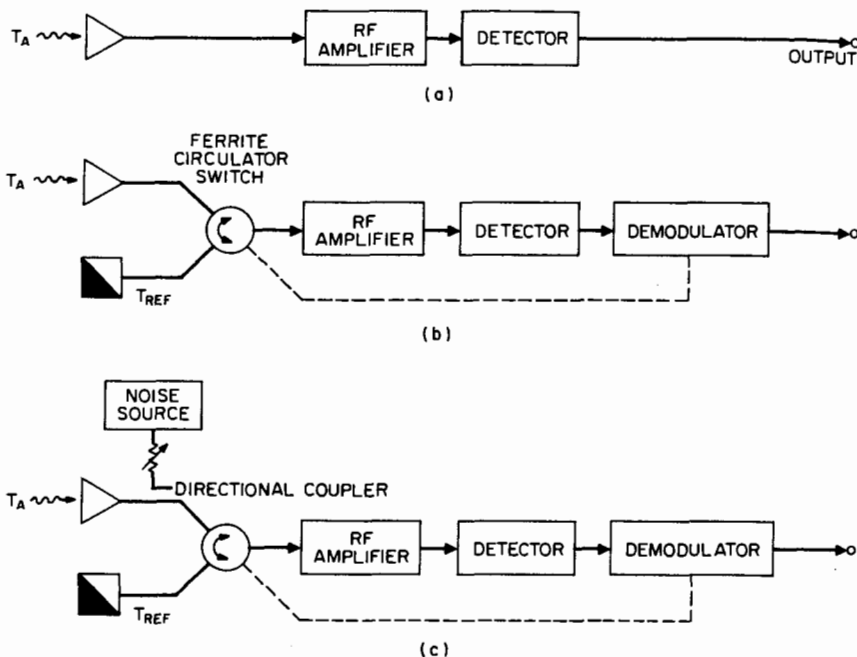 T_A
RF
AMPLIFIER
DETECTOR
OUTPUT
(a)
FERRITE
CIRCULATOR
SWITCH
T_A
RF
AMPLIFIER
DETECTOR
DEMODULATOR
T_REF
(b)
NOISE
SOURCE
DIRECTIONAL COUPLER
T_A
RF
AMPLIFIER
DETECTOR
DEMODULATOR
T_REF
(c)